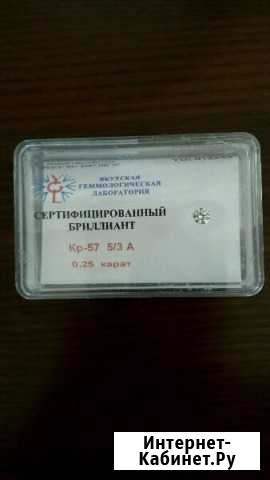 ЯКУТСКАЯ
ГЕММОЛОГИЧЕСКАЯ
ЛАБОРАТОРИЯ
СЕРТИФИЦИРОВАННЫЙ
БРИЛЛИАНТ
Кр-57 5/3 А
0,25 карат
Интернет-
Кабинет.Ру